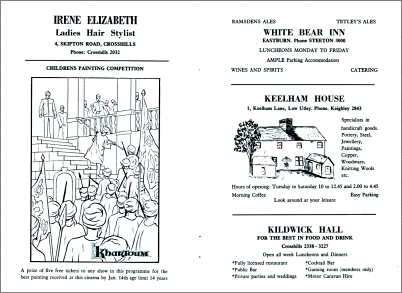 IRENE ELIZABETH
Ladies Hair Stylist
4, SKIPTON ROAD, CROSSHILLS
Phone: Crosshills 2032
CHILDRENS PAINTING COMPETITION
Khartoum
A prize of five free tickets to any show in this programme for the
best painting received at this cinema by Jan. 14th age limit 14 years
RAMSDENS ALES TETLEY'S ALES
WHITE BEAR INN
EASTBURN. Phone STEETON 3000
LUNCHEONS MONDAY TO FRIDAY
AMPLE Parking Accommodation
WINES AND SPIRITS CATERING
KEELHAM HOUSE
1, Keelham Lane, Low Utley. Phone. Keighley 2843
Specialists in
handicraft goods.
Pottery, Steel,
Jewellery,
Paintings,
Copper,
Woodware,
Knitting Wools
etc.
Hours of opening: Tuesday to Saturday 10 to 12.45 and 2.00 to 4.45
Morning Coffee Easy Parking
Look around at your leisure
KILDWICK HALL
FOR THE BEST IN FOOD AND DRINK
Crosshills 2338 - 3227
Open all week Luncheon and Dinners
*Fully licensed restaurant *Cocktail Bar
*Public Bar *Gaming room (members only)
*Private parties and weddings *Motor Caravan Hire